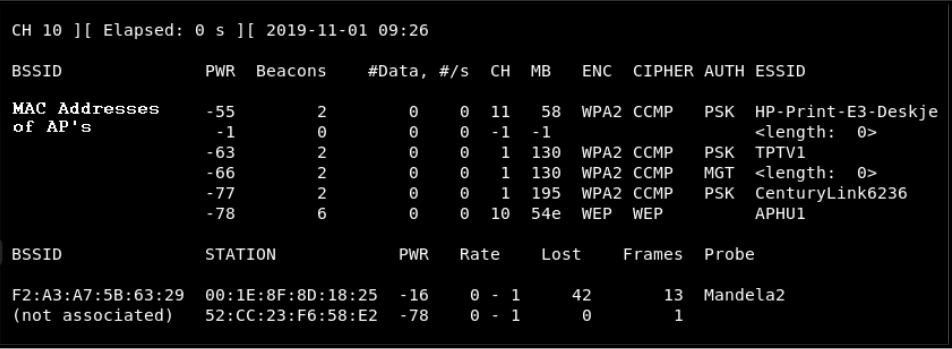 CH 10 ][ Elapsed: 0 s ][ 2019-11-01 09:26
BSSID PWR Beacons #Data, #/s CH MB ENC CIPHER AUTH ESSID
MAC Addresses
of AP's
-55 2 0 0 11 58 WPA2 CCMP PSK HP-Print-E3-Deskje
-1 0 0 0 -1 -1 <length: 0>
-63 2 0 0 1 130 WPA2 CCMP PSK TPTV1
-66 2 0 0 1 130 WPA2 CCMP MGT <length: 0>
-77 2 0 0 1 195 WPA2 CCMP PSK CenturyLink6236
-78 6 0 0 10 54e WEP WEP APHU1
BSSID STATION PWR Rate Lost Frames Probe
F2:A3:A7:5B:63:29 00:1E:8F:8D:18:25 -16 0 - 1 42 13 Mandela2
(not associated) 52:CC:23:F6:58:E2 -78 0 - 1 0 1